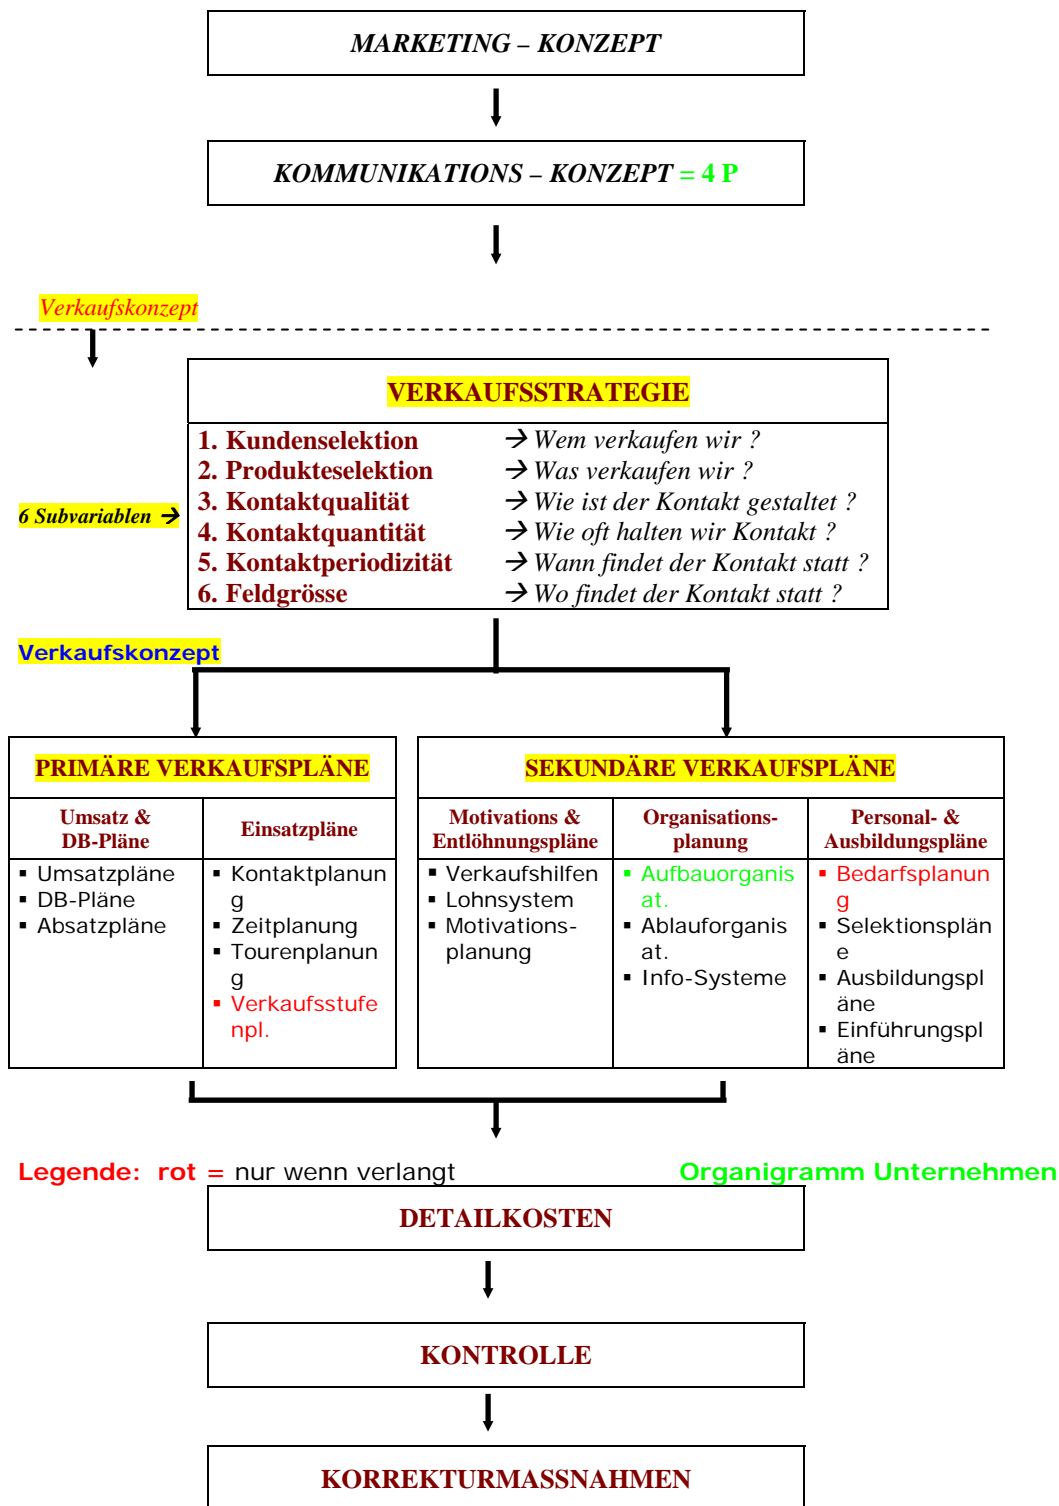 MARKETING – KONZEPT
KOMMUNIKATIONS – KONZEPT = 4 P
Verkaufskonzept
VERKAUFSSTRATEGIE
1. Kundenselektion → Wem verkaufen wir ?
2. Produkteselektion → Was verkaufen wir ?
3. Kontaktqualität → Wie ist der Kontakt gestaltet ?
6 Subvariablen →
4. Kontaktquantität → Wie oft halten wir Kontakt ?
5. Kontaktperiodizität → Wann findet der Kontakt statt ?
6. Feldgrösse → Wo findet der Kontakt statt ?
Verkaufskonzept
PRIMÄRE VERKAUFSPLÄNE
Umsatz &
DB-Pläne
▪ Umsatzpläne
▪ DB-Pläne
▪ Absatzpläne
Einsatzpläne
▪ Kontaktplanun
g
▪ Zeitplanung
▪ Tourenplanun
g
▪ Verkaufsstufe
npl.
SEKUNDÄRE VERKAUFSPLÄNE
Motivations &
Entlöhnungspläne
▪ Verkaufshilfen
▪ Lohnsystem
▪ Motivations-
planung
Organisations-
planung
▪ Aufbauorganis
at.
▪ Ablauforganis
at.
▪ Info-Systeme
Personal- &
Ausbildungspläne
▪ Bedarfsplanun
g
▪ Selektionsplän
e
▪ Ausbildungspl
äne
▪ Einführungspl
äne
Legende: rot = nur wenn verlangt
Organigramm Unternehmen
DETAILKOSTEN
KONTROLLE
KORREKTURMASSNAHMEN